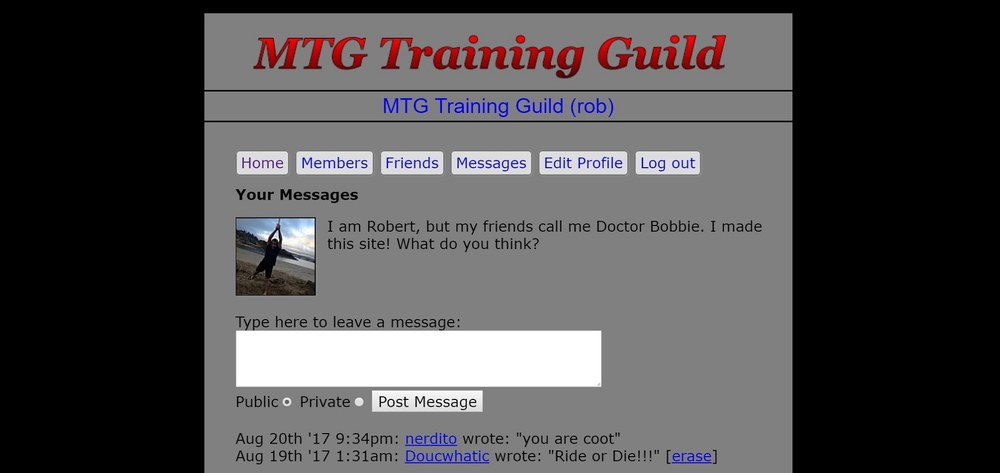 MTG Training Guild
MTG Training Guild (rob)
Home Members Friends Messages Edit Profile Log out
Your Messages
I am Robert, but my friends call me Doctor Bobbie. I made
this site! What do you think?
Type here to leave a message:
Public Private Post Message
Aug 20th '17 9:34pm: nerdito wrote: "you are coot"
Aug 19th '17 1:31am: Doucwhatic wrote: "Ride or Die!!!" [erase]